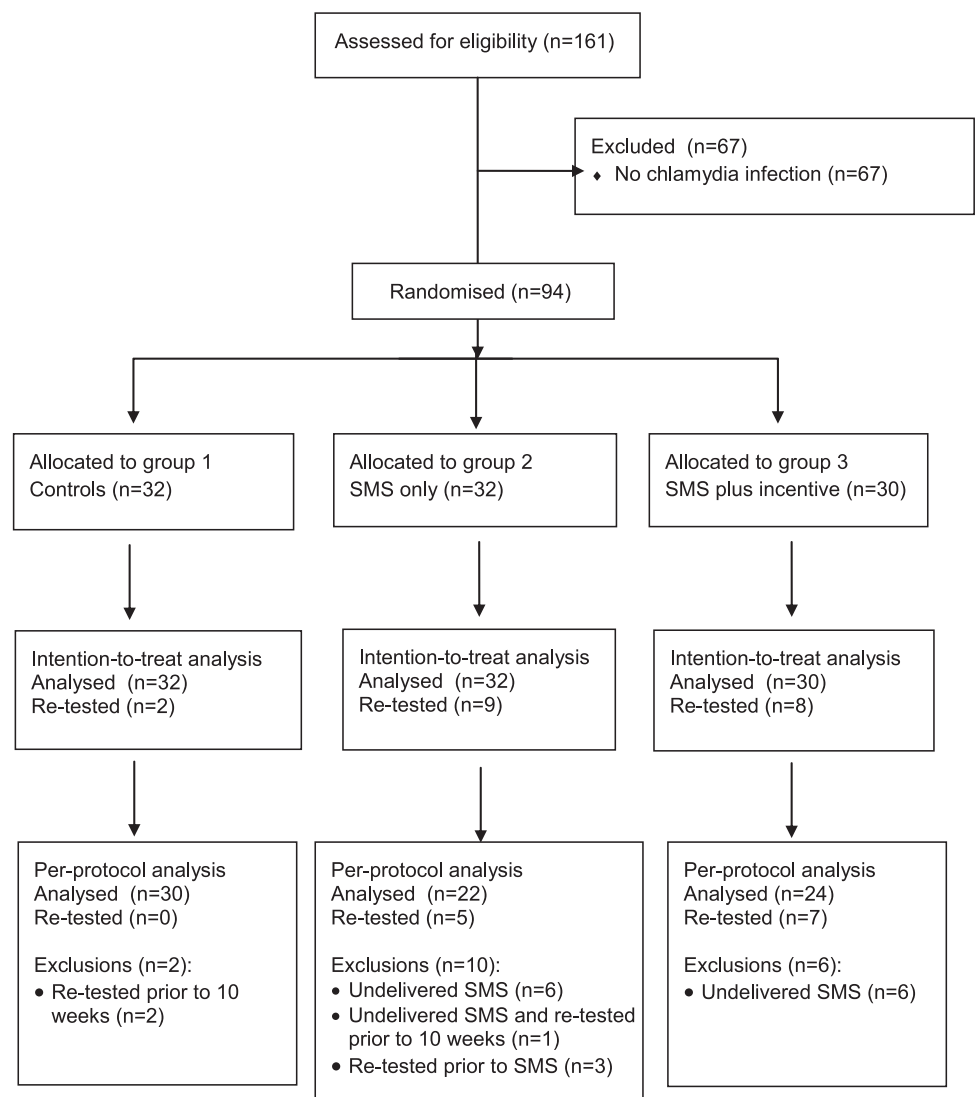 Assessed for eligibility (n=161)
Excluded (n=67)
♦ No chlamydia infection (n=67)
Randomised (n=94)
Allocated to group 1
Controls (n=32)
Allocated to group 2
SMS only (n=32)
Allocated to group 3
SMS plus incentive (n=30)
Intention-to-treat analysis
Analysed (n=32)
Re-tested (n=2)
Intention-to-treat analysis
Analysed (n=32)
Re-tested (n=9)
Intention-to-treat analysis
Analysed (n=30)
Re-tested (n=8)
Per-protocol analysis
Analysed (n=30)
Re-tested (n=0)
Exclusions (n=2):
• Re-tested prior to 10
weeks (n=2)
Per-protocol analysis
Analysed (n=22)
Re-tested (n=5)
Exclusions (n=10):
• Undelivered SMS (n=6)
• Undelivered SMS and re-tested
prior to 10 weeks (n=1)
• Re-tested prior to SMS (n=3)
Per-protocol analysis
Analysed (n=24)
Re-tested (n=7)
Exclusions (n=6):
• Undelivered SMS (n=6)